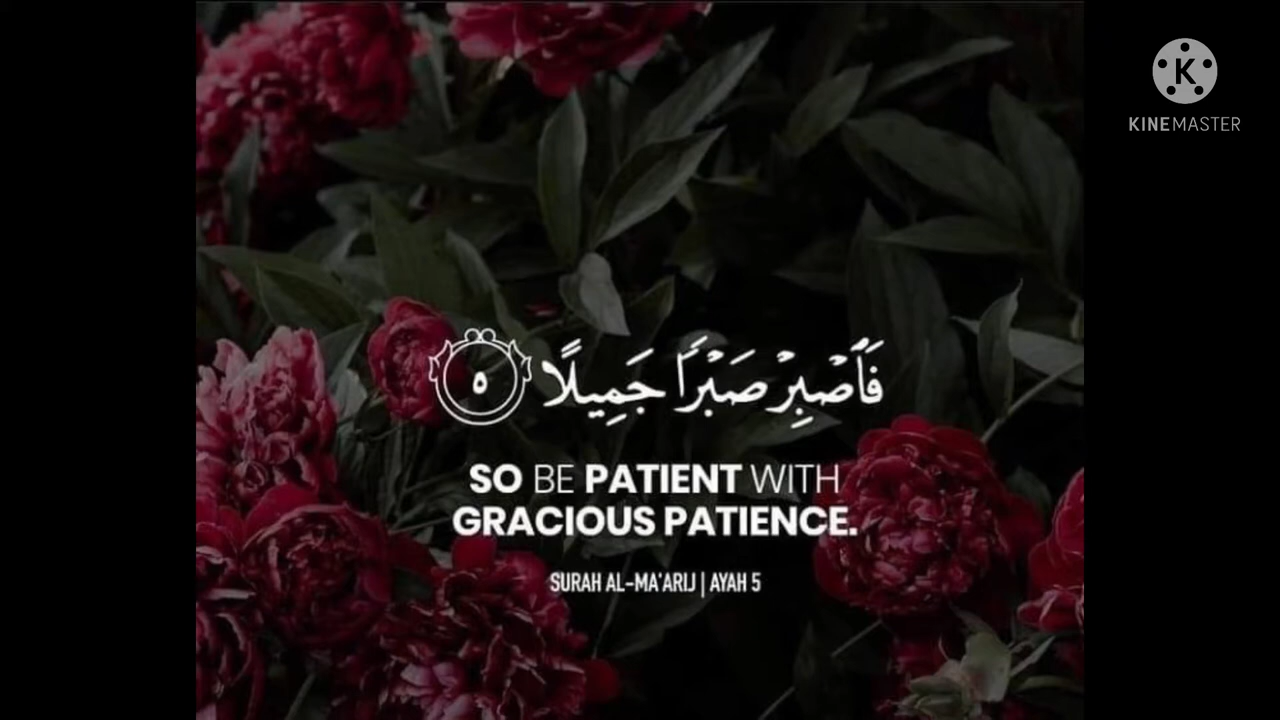 فَٱصۡبِرۡ صَبۡرٗا جَمِيلًا ٥
SO BE PATIENT WITH
GRACIOUS PATIENCE.
SURAH AL-MA'ARIJ | AYAH 5
K
KINEMASTER